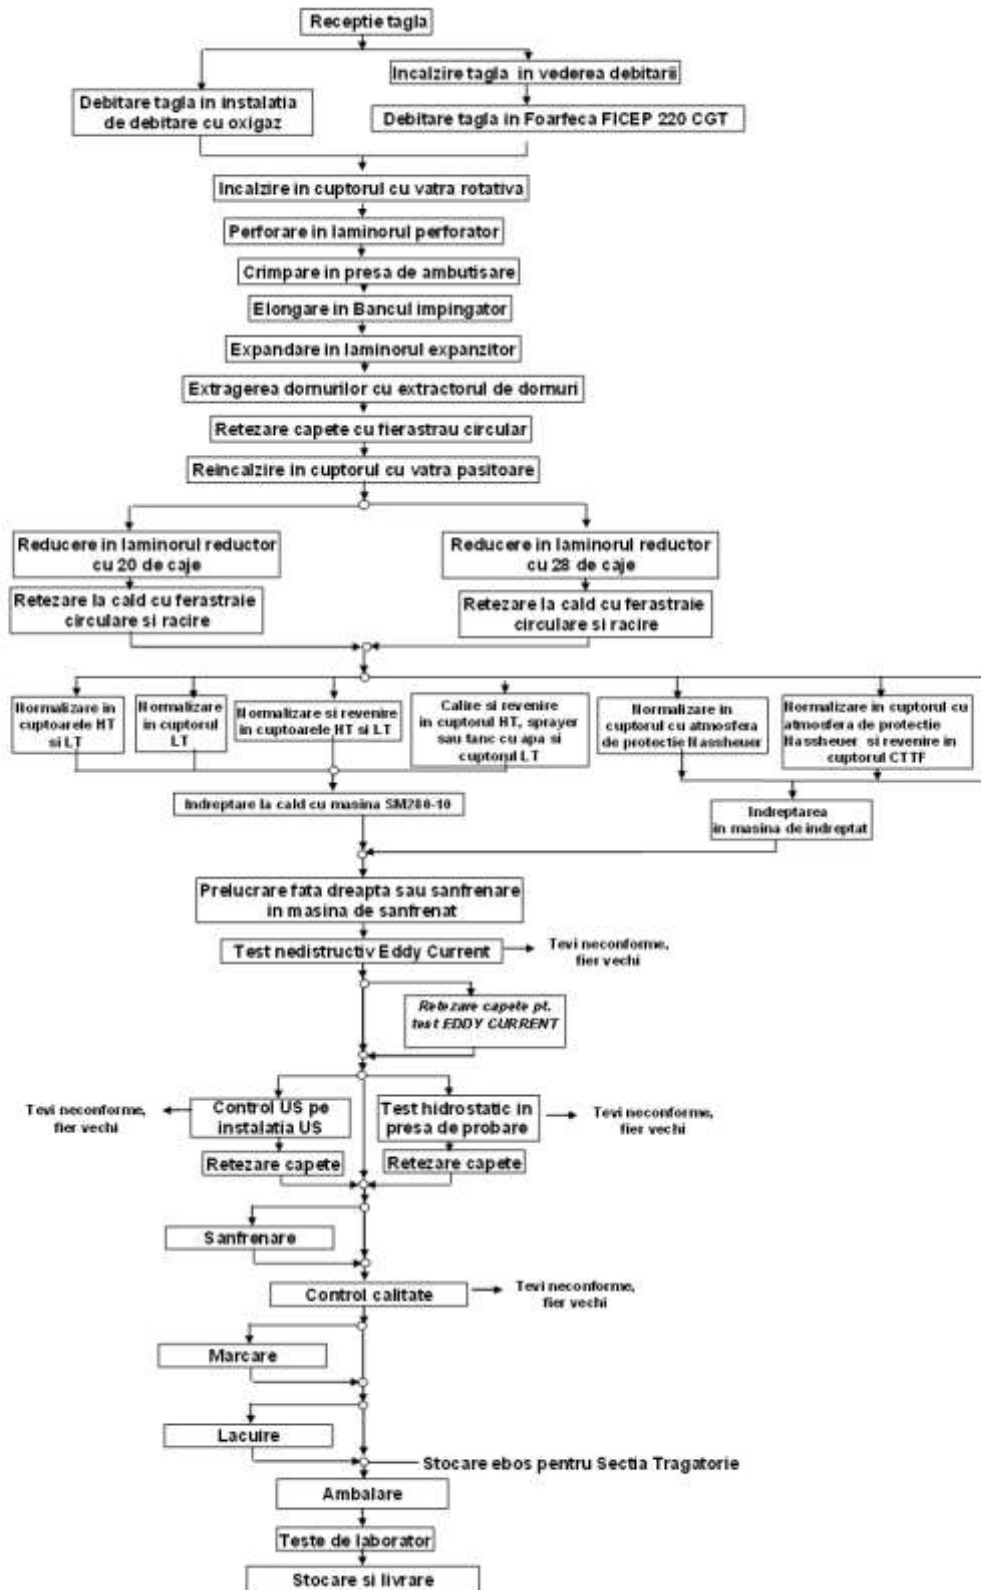 Receptie tagla
Incalzire tagla in vederea debitarii
Debitare tagla in instalatia
de debitare cu oxigaz
Debitare tagla in Foarfeca FICEP 220 CGT
Incalzire in cuptorul cu vatra rotativa
Perforare in laminorul perforator
Crimpare in presa de ambutisare
Elongare in Bancul impingator
Expandare in laminorul expanzitor
Extragerea dornurilor cu extractorul de dornuri
Retezare capete cu fierastrau circular
Reincalzire in cuptorul cu vatra pasitoare
Reducere in laminorul reductor
cu 20 de caje
Reducere in laminorul reductor
cu 28 de caje
Retezare la cald cu ferastraie
circulare si racire
Retezare la cald cu ferastraie
circulare si racire
Normalizare in
cuptoarele HT
si LT
Normalizare
in cuptorul
LT
Normalizare si revenire
in cuptoarele HT si LT
Calire si revenire
in cuptorul HT, sprayer
sau tanc cu apa si
cuptorul LT
Normalizare in
cuptorul cu atmosfera
de protectie Hassheuer
Normalizare in cuptorul cu
atmosfera de protectie
Hassheuer si revenire in
cuptorul CTTF
Indreptare la cald cu masina SM280-10
Indreptarea
in masina de indreptat
Prelucrare fata dreapta sau sanfrenare
in masina de sanfrenat
Test nedistructiv Eddy Current
Tevi neconforme,
fier vechi
Retezare capete pt.
test EDDY CURRENT
Tevi neconforme,
fier vechi
Control US pe
instalatia US
Test hidrostatic in
presa de probare
Tevi neconforme,
fier vechi
Retezare capete
Retezare capete
Sanfrenare
Control calitate
Tevi neconforme,
fier vechi
Marcare
Lacuire
Stocare ebos pentru Sectia Tragatorie
Ambalare
Teste de laborator
Stocare si livrare